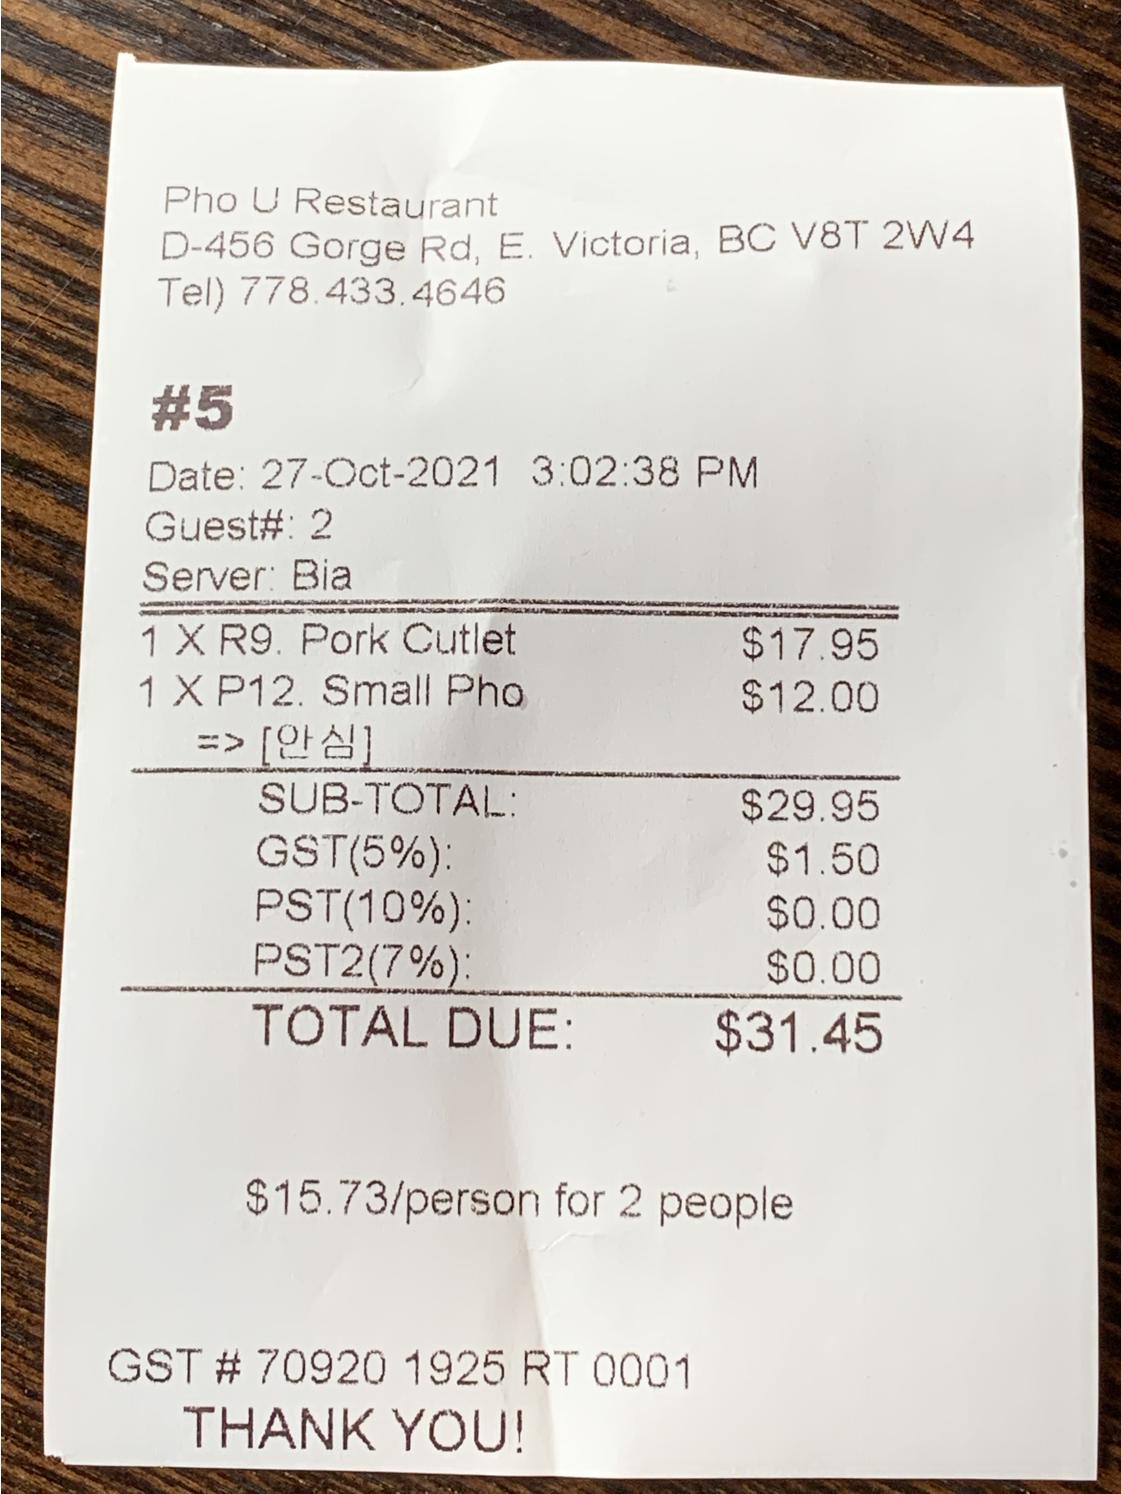 Pho U Restaurant
D-456 Gorge Rd, E. Victoria, BC V8T 2W4
Tel) 778.433.4646
#5
Date: 27-Oct-2021 3:02:38 PM
Guest#: 2
Server: Bia
1 X R9. Pork Cutlet $17.95
1 X P12. Small Pho $12.00
=> [안심]
SUB-TOTAL: $29.95
GST(5%): $1.50
PST(10%): $0.00
PST2(7%): $0.00
TOTAL DUE: $31.45
$15.73/person for 2 people
GST # 70920 1925 RT 0001
THANK YOU!